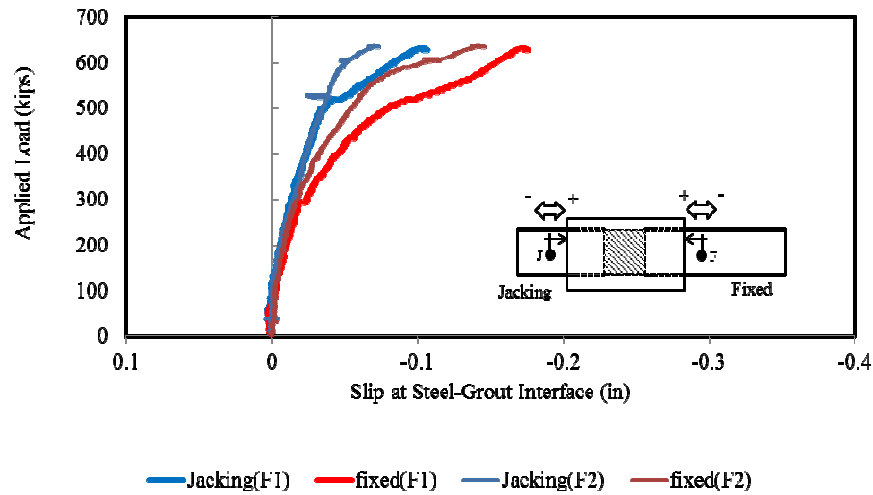 700
600
500
400
300
200
100
0
Applied Load (kips)
- + + -
J
Jacking Fixed
0.1 0 -0.1 -0.2 -0.3 -0.4
Slip at Steel-Grout Interface (in)
Jacking(F1) fixed(F1) Jacking(F2) fixed(F2)